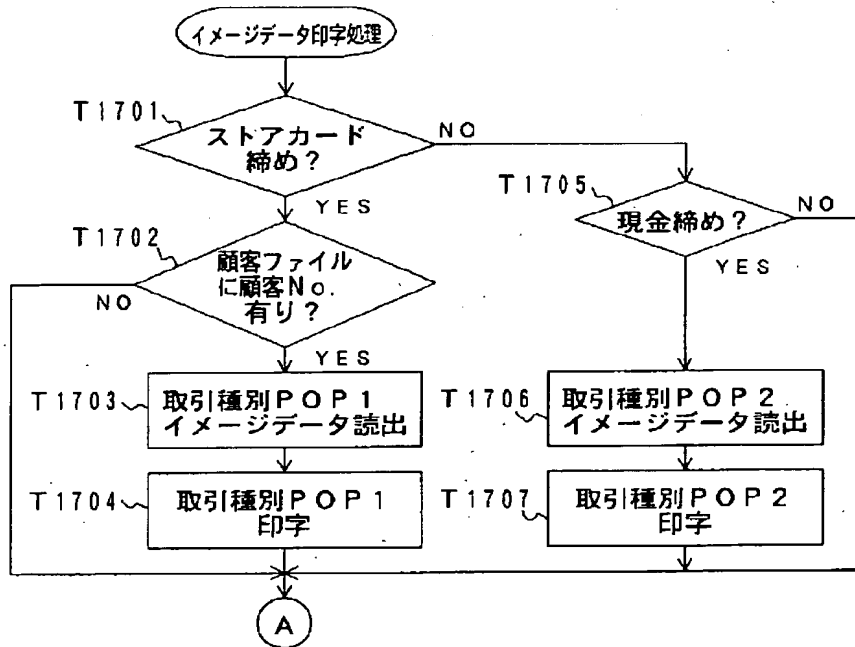 イメージデータ印字処理
T1701
ストアカード
締め?
NO
YES
T1705
現金締め?
NO
YES
T1702
顧客ファイル
に顧客No.
有り?
NO
YES
T1703
取引種別POP1
イメージデータ読出
T1706
取引種別POP2
イメージデータ読出
T1704
取引種別POP1
印字
T1707
取引種別POP2
印字
A